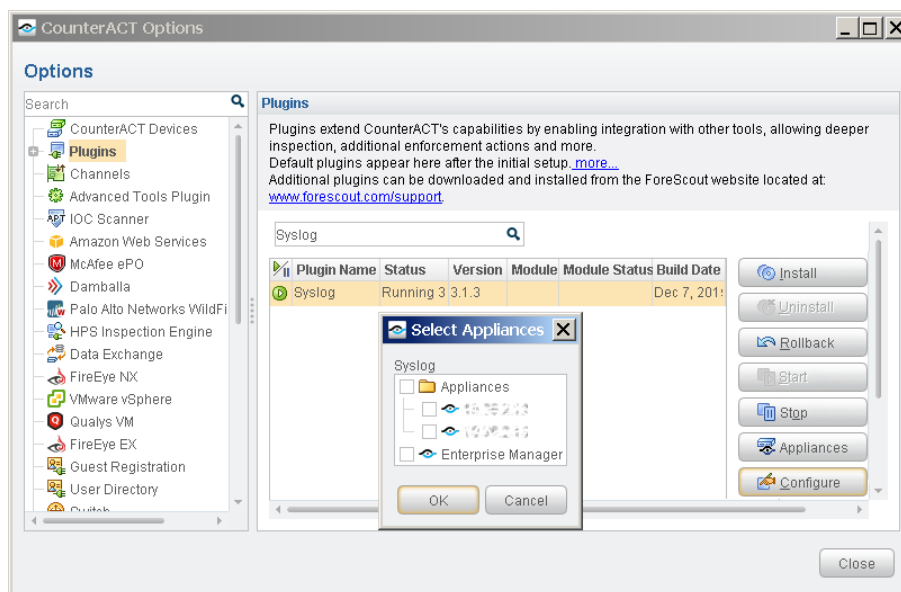 CounterACT Options
Options
Search
CounterACT Devices
Plugins
Channels
Advanced Tools Plugin
IOC Scanner
Amazon Web Services
McAfee ePO
Damballa
Palo Alto Networks WildFi
HPS Inspection Engine
Data Exchange
FireEye NX
VMware vSphere
Qualys VM
FireEye EX
Guest Registration
User Directory
Switch
Plugins
Plugins extend CounterACT's capabilities by enabling integration with other tools, allowing deeper
inspection, additional enforcement actions and more.
Default plugins appear here after the initial setup. more...
Additional plugins can be downloaded and installed from the ForeScout website located at:
www.forescout.com/support.
Syslog
Plugin Name Status Version Module Module Status Build Date
Syslog Running 3 3.1.3 Dec 7, 201
Install
Uninstall
Rollback
Start
Stop
Appliances
Configure
Select Appliances
Syslog
Appliances
Enterprise Manager
OK Cancel
Close